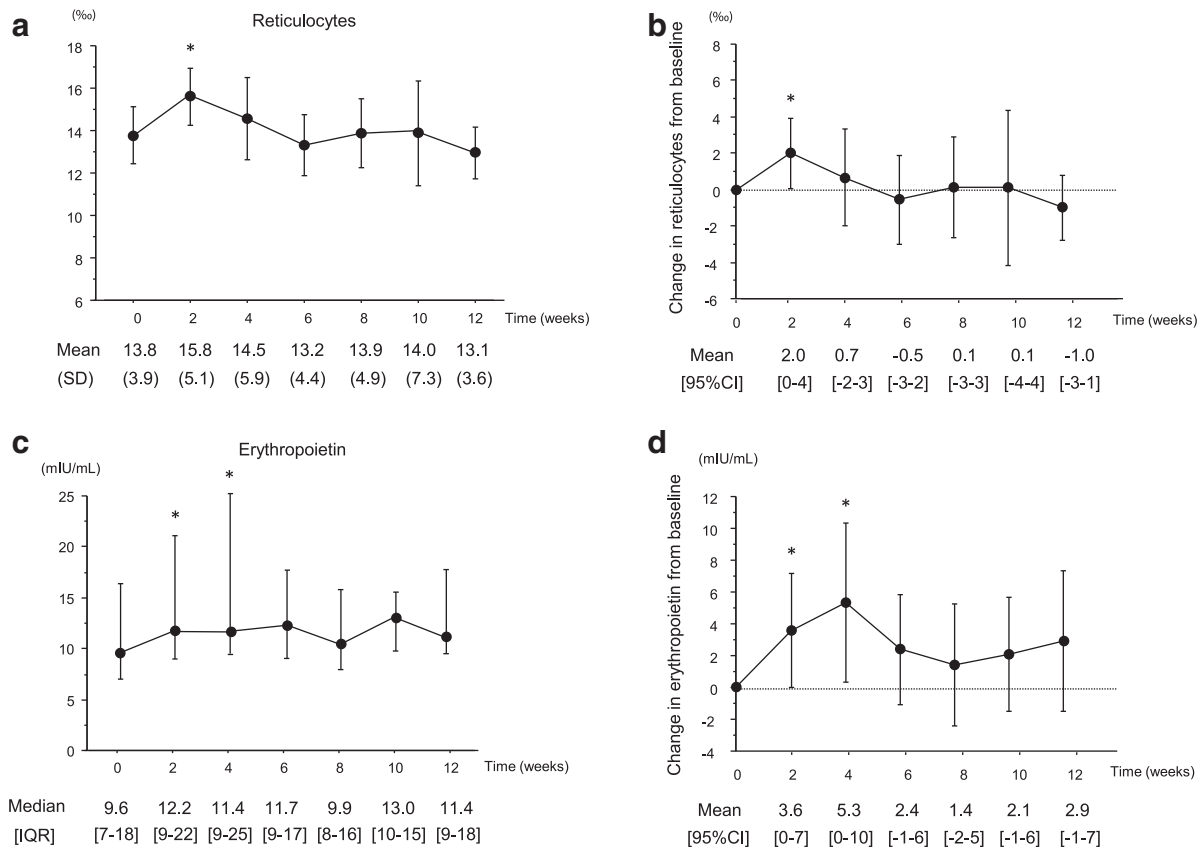 a
(‰)
Reticulocytes
18
16
14
12
10
8
6
*
0 2 4 6 8 10 12 Time (weeks)
Mean 13.8 15.8 14.5 13.2 13.9 14.0 13.1
(SD) (3.9) (5.1) (5.9) (4.4) (4.9) (7.3) (3.6)
b
(‰)
Change in reticulocytes from baseline
8
6
4
2
0
-2
-4
-6
*
0 2 4 6 8 10 12 Time (weeks)
Mean 2.0 0.7 -0.5 0.1 0.1 -1.0
[95%CI] [0-4] [-2-3] [-3-2] [-3-3] [-4-4] [-3-1]
c
(mIU/mL)
Erythropoietin
25
20
15
10
5
0
* *
0 2 4 6 8 10 12 Time (weeks)
Median 9.6 12.2 11.4 11.7 9.9 13.0 11.4
[IQR] [7-18] [9-22] [9-25] [9-17] [8-16] [10-15] [9-18]
d
(mIU/mL)
Change in erythropoietin from baseline
12
10
8
6
4
2
0
-2
-4
* *
0 2 4 6 8 10 12 Time (weeks)
Mean 3.6 5.3 2.4 1.4 2.1 2.9
[95%CI] [0-7] [0-10] [-1-6] [-2-5] [-1-6] [-1-7]